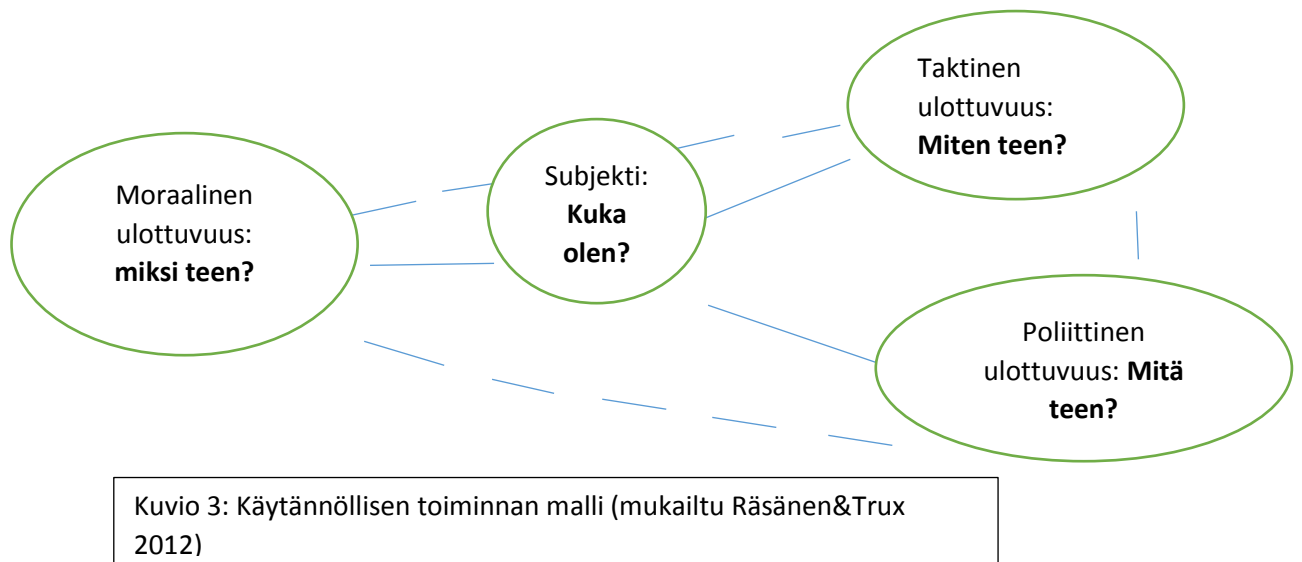 Moraalinen
ulottuvuus:
miksi teen?
Subjekti:
Kuka
olen?
Taktinen
ulottuvuus:
Miten teen?
Poliittinen
ulottuvuus: Mitä
teen?
Kuvio 3: Käytännöllisen toiminnan malli (mukailtu Räsänen&Trux
2012)